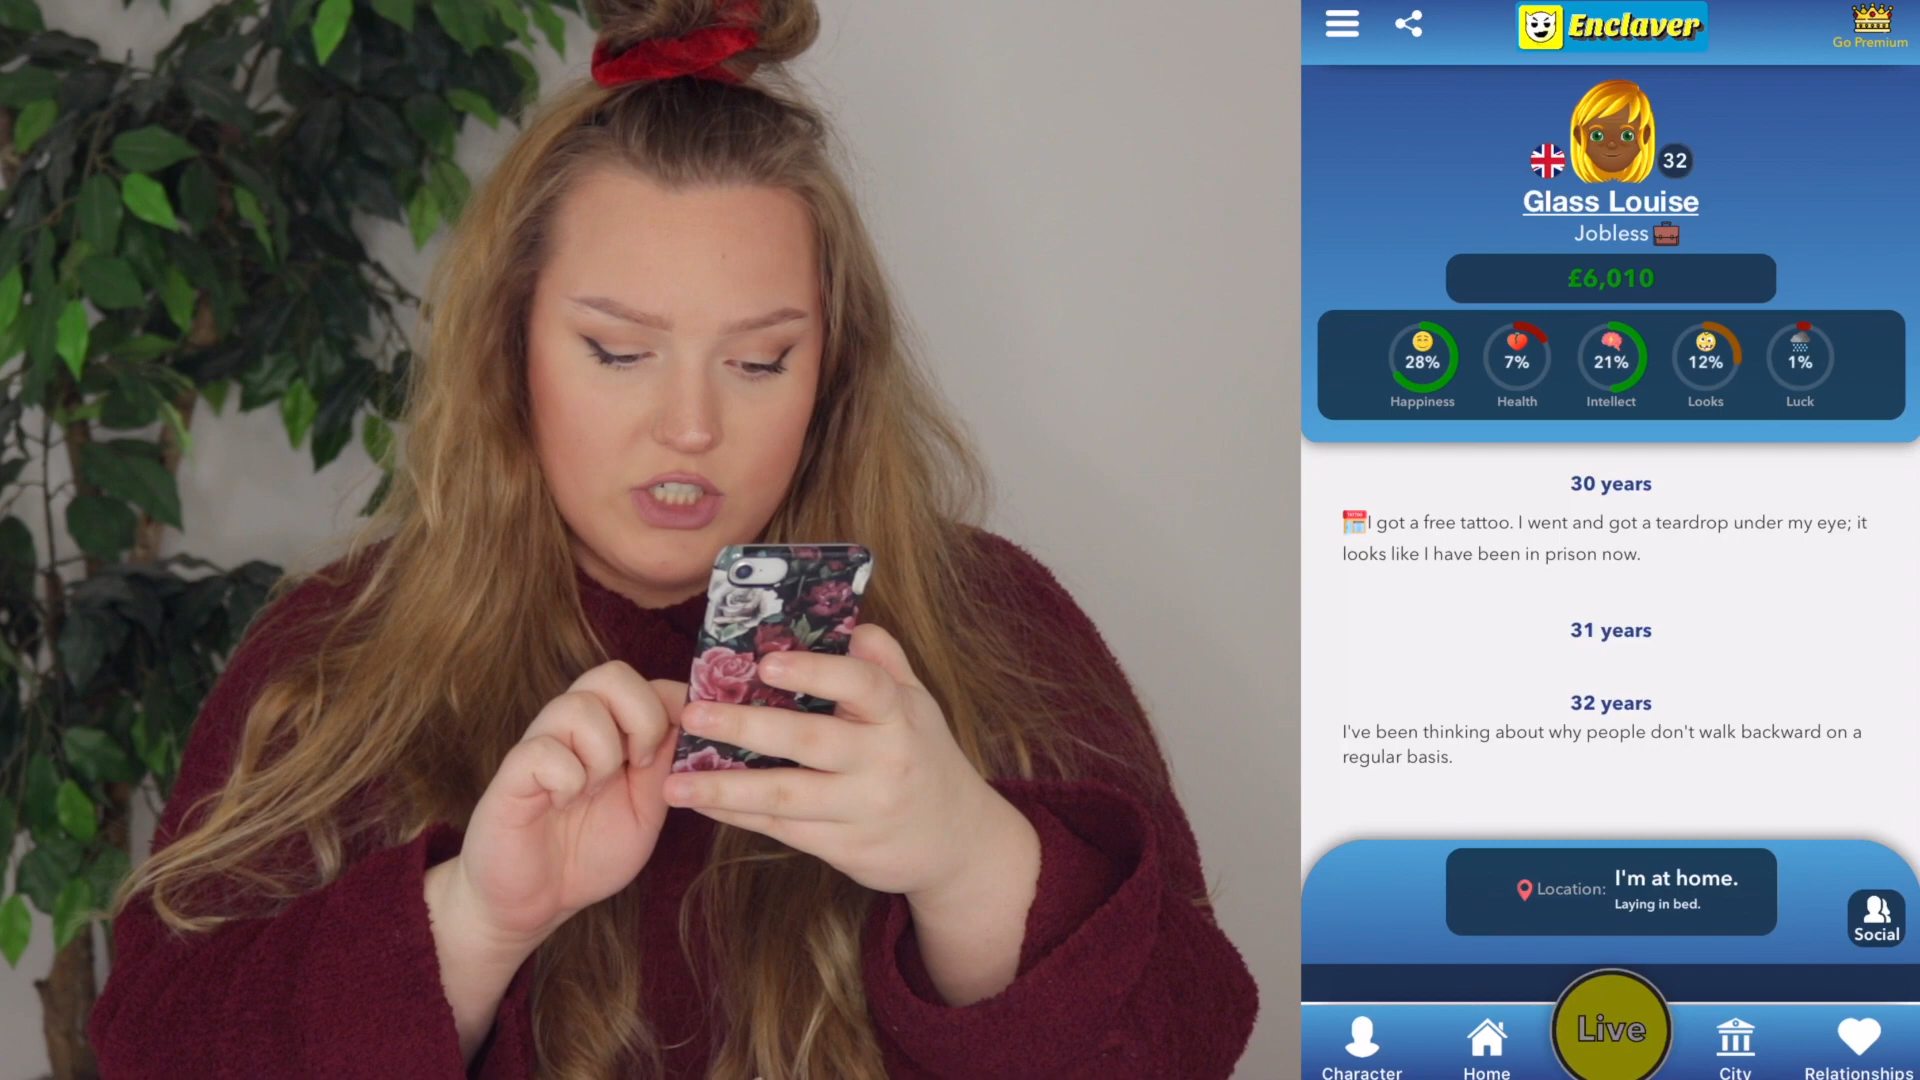 Enclaver
Go Premium
32
Glass Louise
Jobless
£6,010
28%
7%
21%
12%
1%
Happiness
Health
Intellect
Looks
Luck
30 years
TATTOO
I got a free tattoo. I went and got a teardrop under my eye; it
looks like I have been in prison now.
31 years
32 years
I've been thinking about why people don't walk backward on a
regular basis.
Location:
I'm at home.
Laying in bed.
Social
Live
Character
Home
City
Relationships